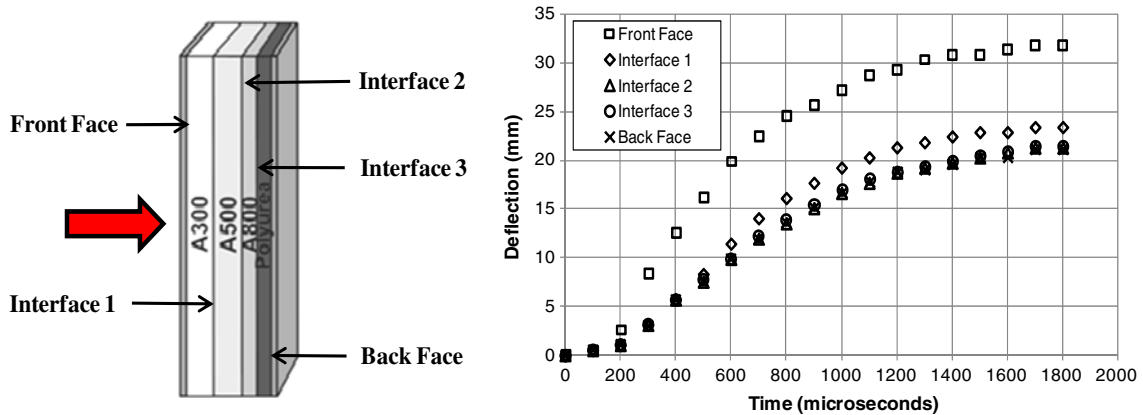 Interface 2
Front Face
Interface 3
A300
A500
A800
Polyurea
Interface 1
Back Face
35
30
25
20
15
10
5
0
Deflection (mm)
Front Face
Interface 1
Interface 2
Interface 3
Back Face
0 200 400 600 800 1000 1200 1400 1600 1800 2000
Time (microseconds)